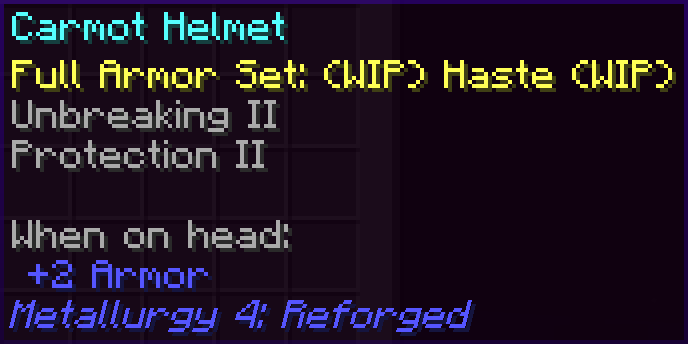 Carmot Helmet
Full Armor Set: (WIP) Haste (WIP)
Unbreaking II
Protection II
When on head:
+2 Armor
Metallurgy 4: Reforged